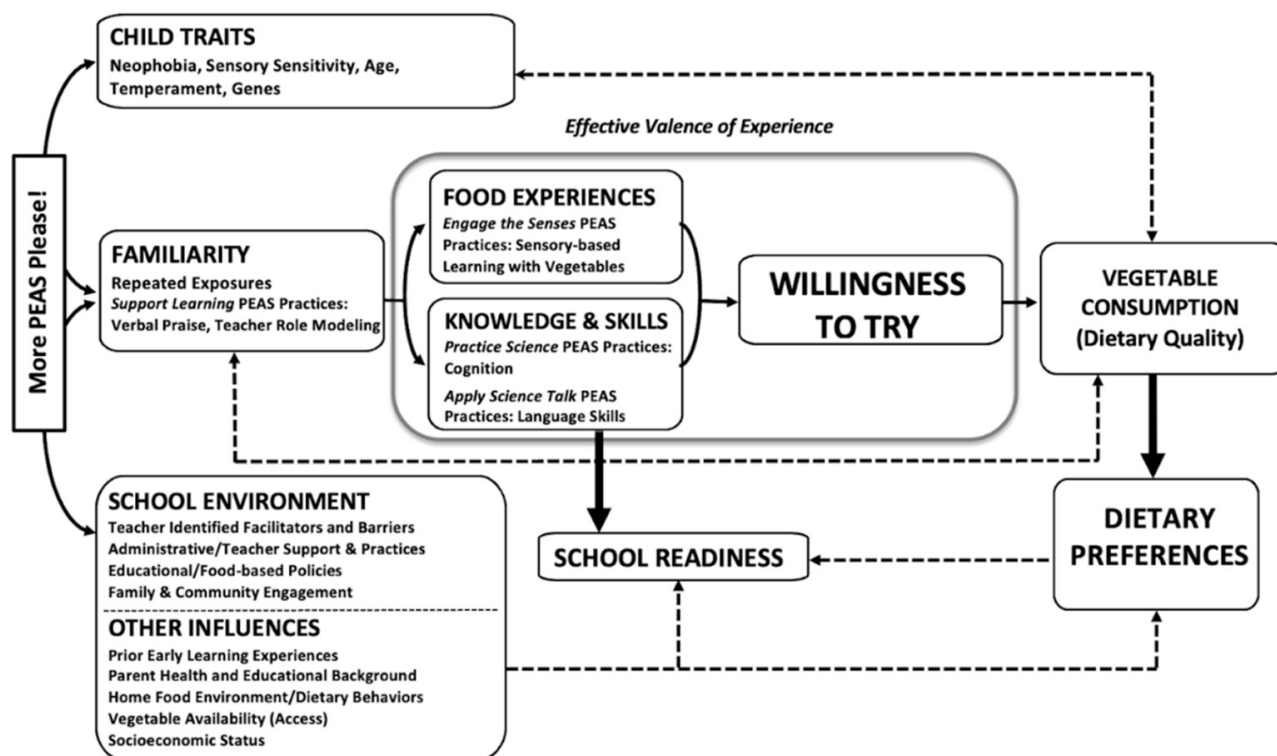 More PEAS Please!
CHILD TRAITS
Neophobia, Sensory Sensitivity, Age,
Temperament, Genes
Effective Valence of Experience
FAMILIARITY
Repeated Exposures
Support Learning PEAS Practices:
Verbal Praise, Teacher Role Modeling
FOOD EXPERIENCES
Engage the Senses PEAS
Practices: Sensory-based
Learning with Vegetables
KNOWLEDGE & SKILLS
Practice Science PEAS Practices:
Cognition
Apply Science Talk PEAS
Practices: Language Skills
WILLINGNESS
TO TRY
VEGETABLE
CONSUMPTION
(Dietary Quality)
SCHOOL ENVIRONMENT
Teacher Identified Facilitators and Barriers
Administrative/Teacher Support & Practices
Educational/Food-based Policies
Family & Community Engagement
OTHER INFLUENCES
Prior Early Learning Experiences
Parent Health and Educational Background
Home Food Environment/Dietary Behaviors
Vegetable Availability (Access)
Socioeconomic Status
SCHOOL READINESS
DIETARY
PREFERENCES